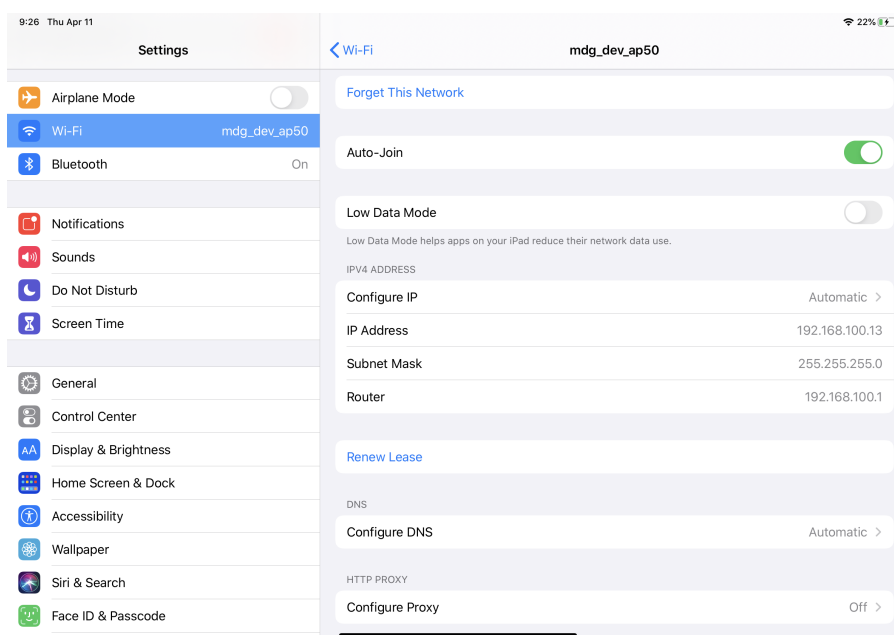 9:26 Thu Apr 11
22%
Settings
Wi-Fi
mdg_dev_ap50
Airplane Mode
Wi-Fi mdg_dev_ap50
Bluetooth On
Notifications
Sounds
Do Not Disturb
Screen Time
General
Control Center
AA Display & Brightness
Home Screen & Dock
Accessibility
Wallpaper
Siri & Search
Face ID & Passcode
Forget This Network
Auto-Join
Low Data Mode
Low Data Mode helps apps on your iPad reduce their network data use.
IPV4 ADDRESS
Configure IP Automatic
IP Address 192.168.100.13
Subnet Mask 255.255.255.0
Router 192.168.100.1
Renew Lease
DNS
Configure DNS Automatic
HTTP PROXY
Configure Proxy Off